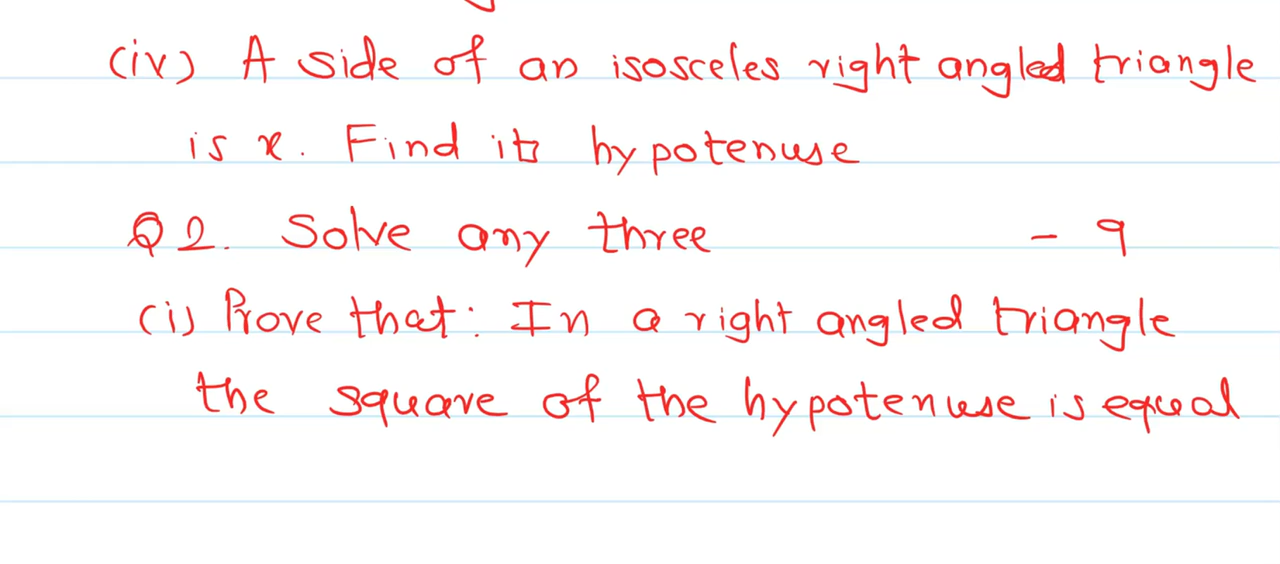 (iv) A side of an isosceles right angled triangle
is x. Find its hypotenuse
Q 2. Solve any three - 9
(i) Prove that: In a right angled triangle
the square of the hypotenuse is equal